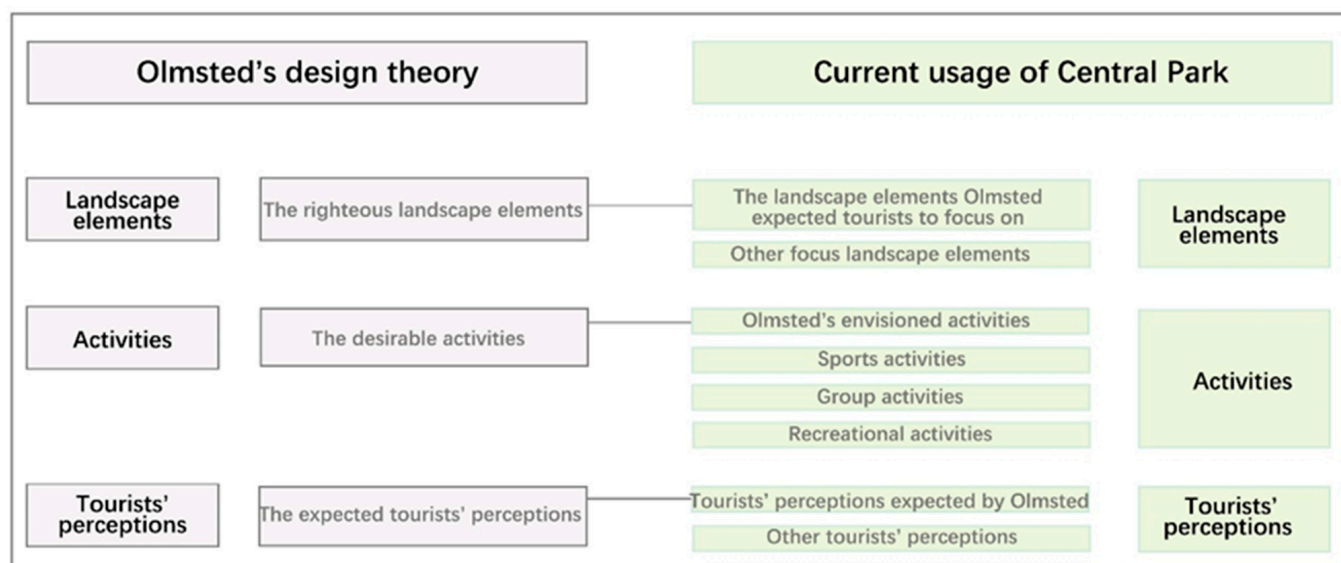 Olmsted's design theory
Current usage of Central Park
Landscape
elements
The righteous landscape elements
The landscape elements Olmsted
expected tourists to focus on
Other focus landscape elements
Landscape
elements
Activities
The desirable activities
Olmsted's envisioned activities
Sports activities
Group activities
Recreational activities
Activities
Tourists'
perceptions
The expected tourists' perceptions
Tourists' perceptions expected by Olmsted
Other tourists' perceptions
Tourists'
perceptions